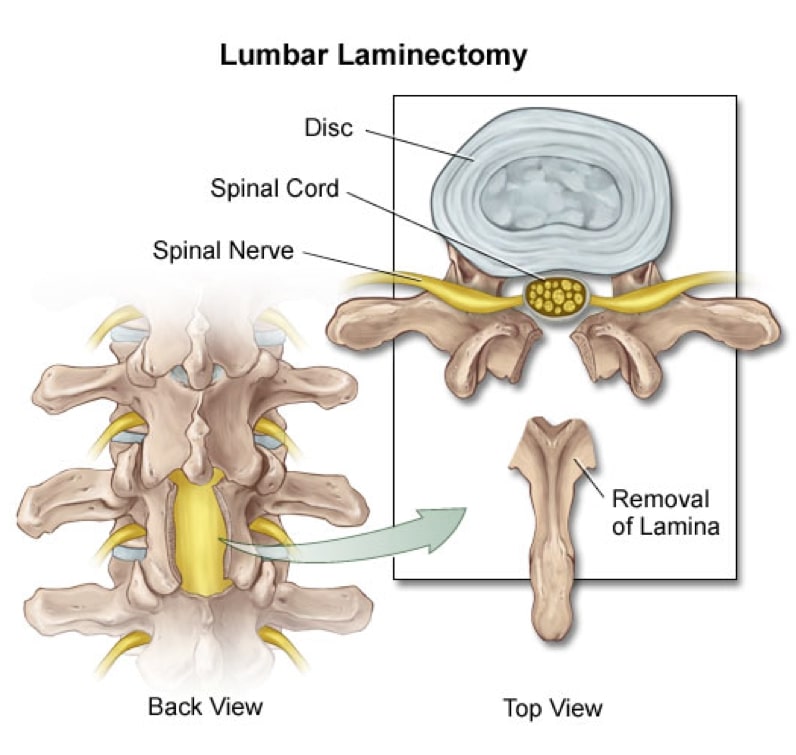 Lumbar Laminectomy
Disc
Spinal Cord
Spinal Nerve
Removal
of Lamina
Back View
Top View